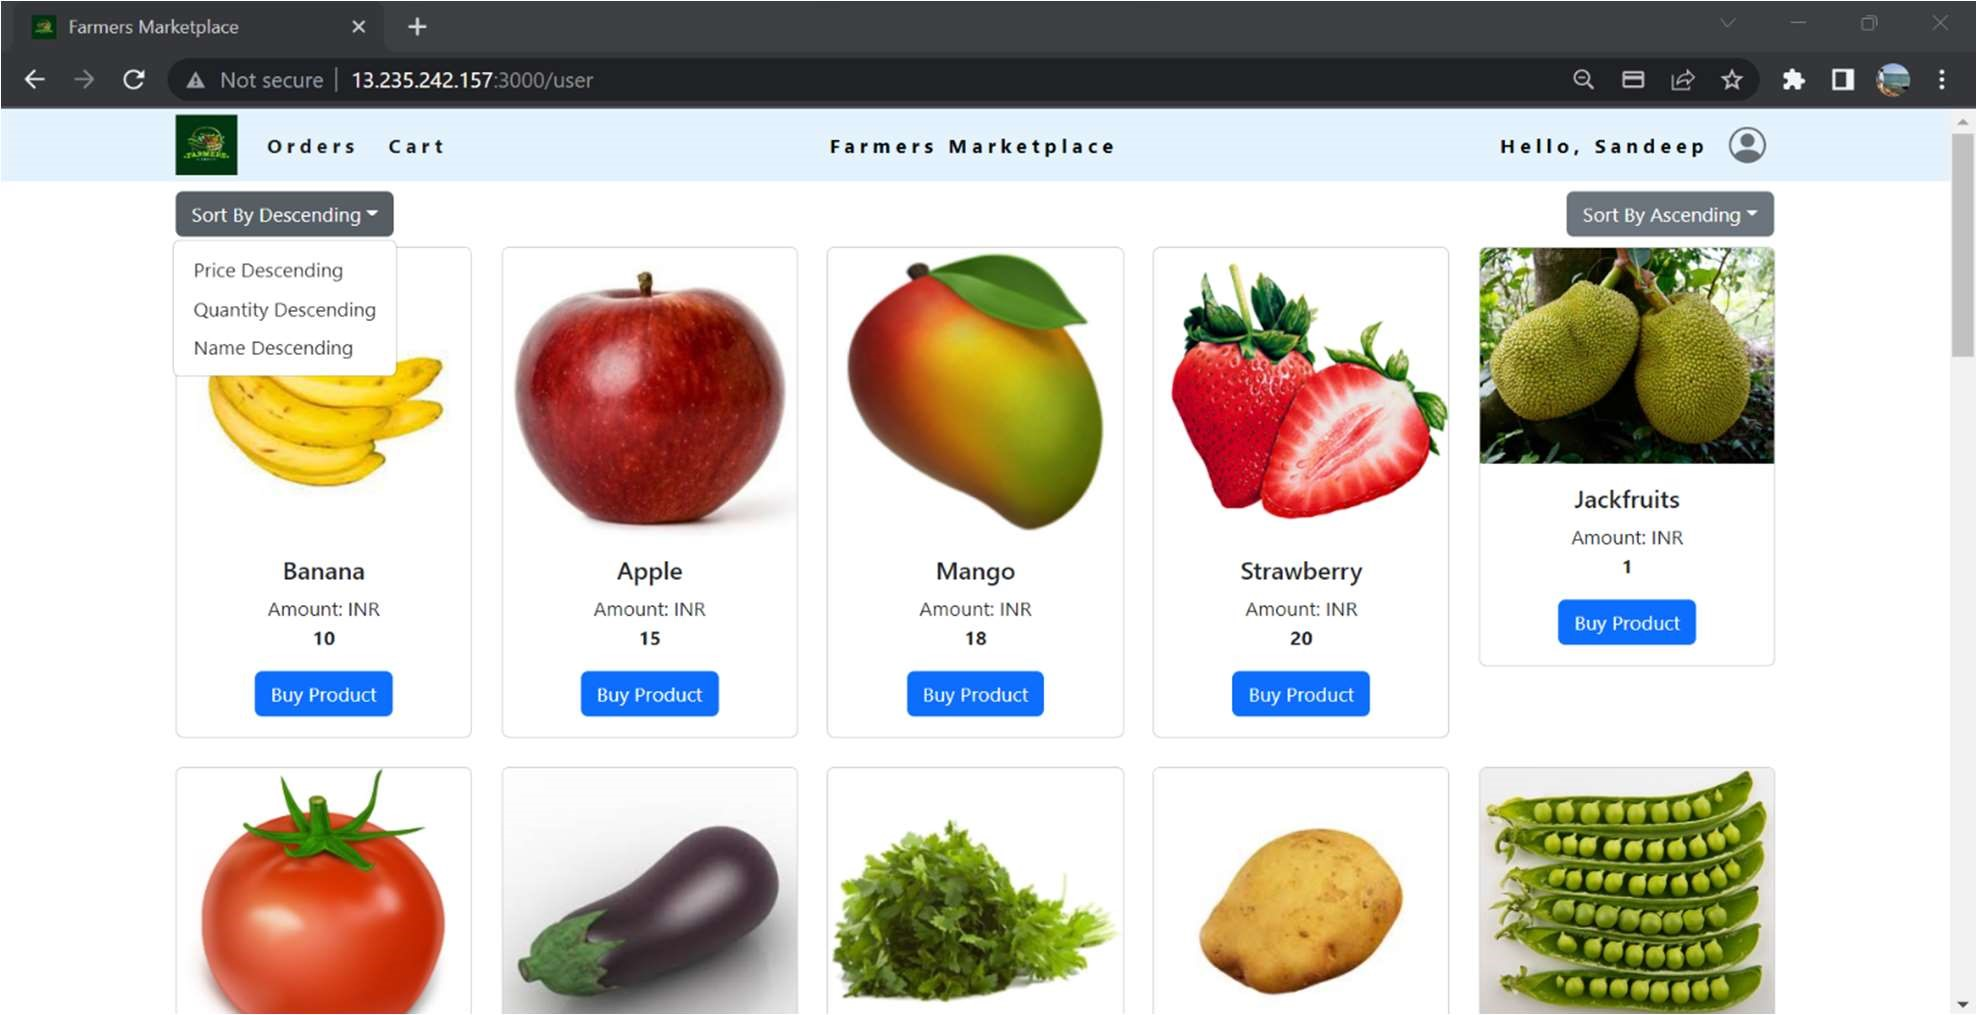 Farmers Marketplace
Not secure | 13.235.242.157:3000/user
FARMERS
Orders Cart Farmers Marketplace Hello, Sandeep
Sort By Descending Sort By Ascending
Price Descending
Quantity Descending
Name Descending
Banana
Amount: INR
10
Buy Product
Apple
Amount: INR
15
Buy Product
Mango
Amount: INR
18
Buy Product
Strawberry
Amount: INR
20
Buy Product
Jackfruits
Amount: INR
1
Buy Product